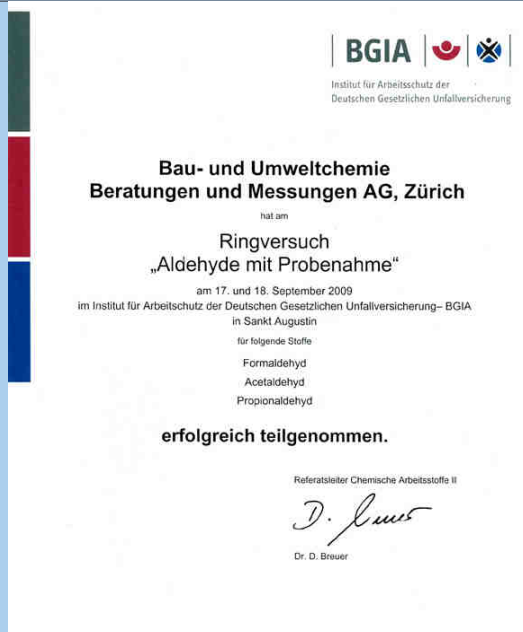 BGIA
Institut für Arbeitsschutz der
Deutschen Gesetzlichen Unfallversicherung
Bau- und Umweltchemie
Beratungen und Messungen AG, Zürich
hat am
Ringversuch
„Aldehyde mit Probenahme“
am 17. und 18. September 2009
im Institut für Arbeitschutz der Deutschen Gesetzlichen Unfallversicherung– BGIA
in Sankt Augustin
für folgende Stoffe
Formaldehyd
Acetaldehyd
Propionaldehyd
erfolgreich teilgenommen.
Referatsleiter Chemische Arbeitsstoffe II
D. Breuer
Dr. D. Breuer